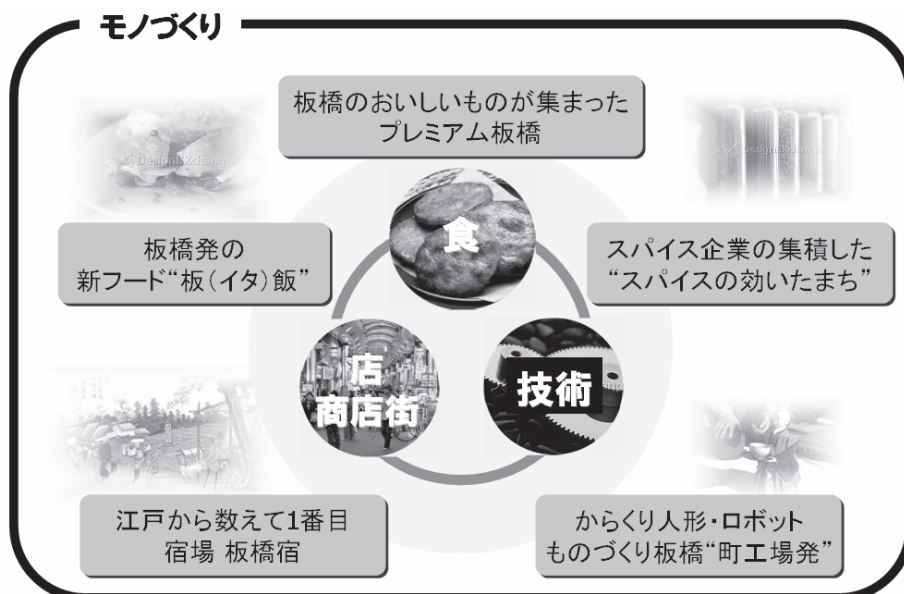 モノづくり
板橋のおいしいものが集まった
プレミアム板橋
DesignEXchange
食
板橋発の
新フード“板(イタ)飯”
スパイス企業の集積した
“スパイスの効いたまち”
店
商店街
技術
江戸から数えて1番目
宿場 板橋宿
からくり人形・ロボット
ものづくり板橋“町工場発”